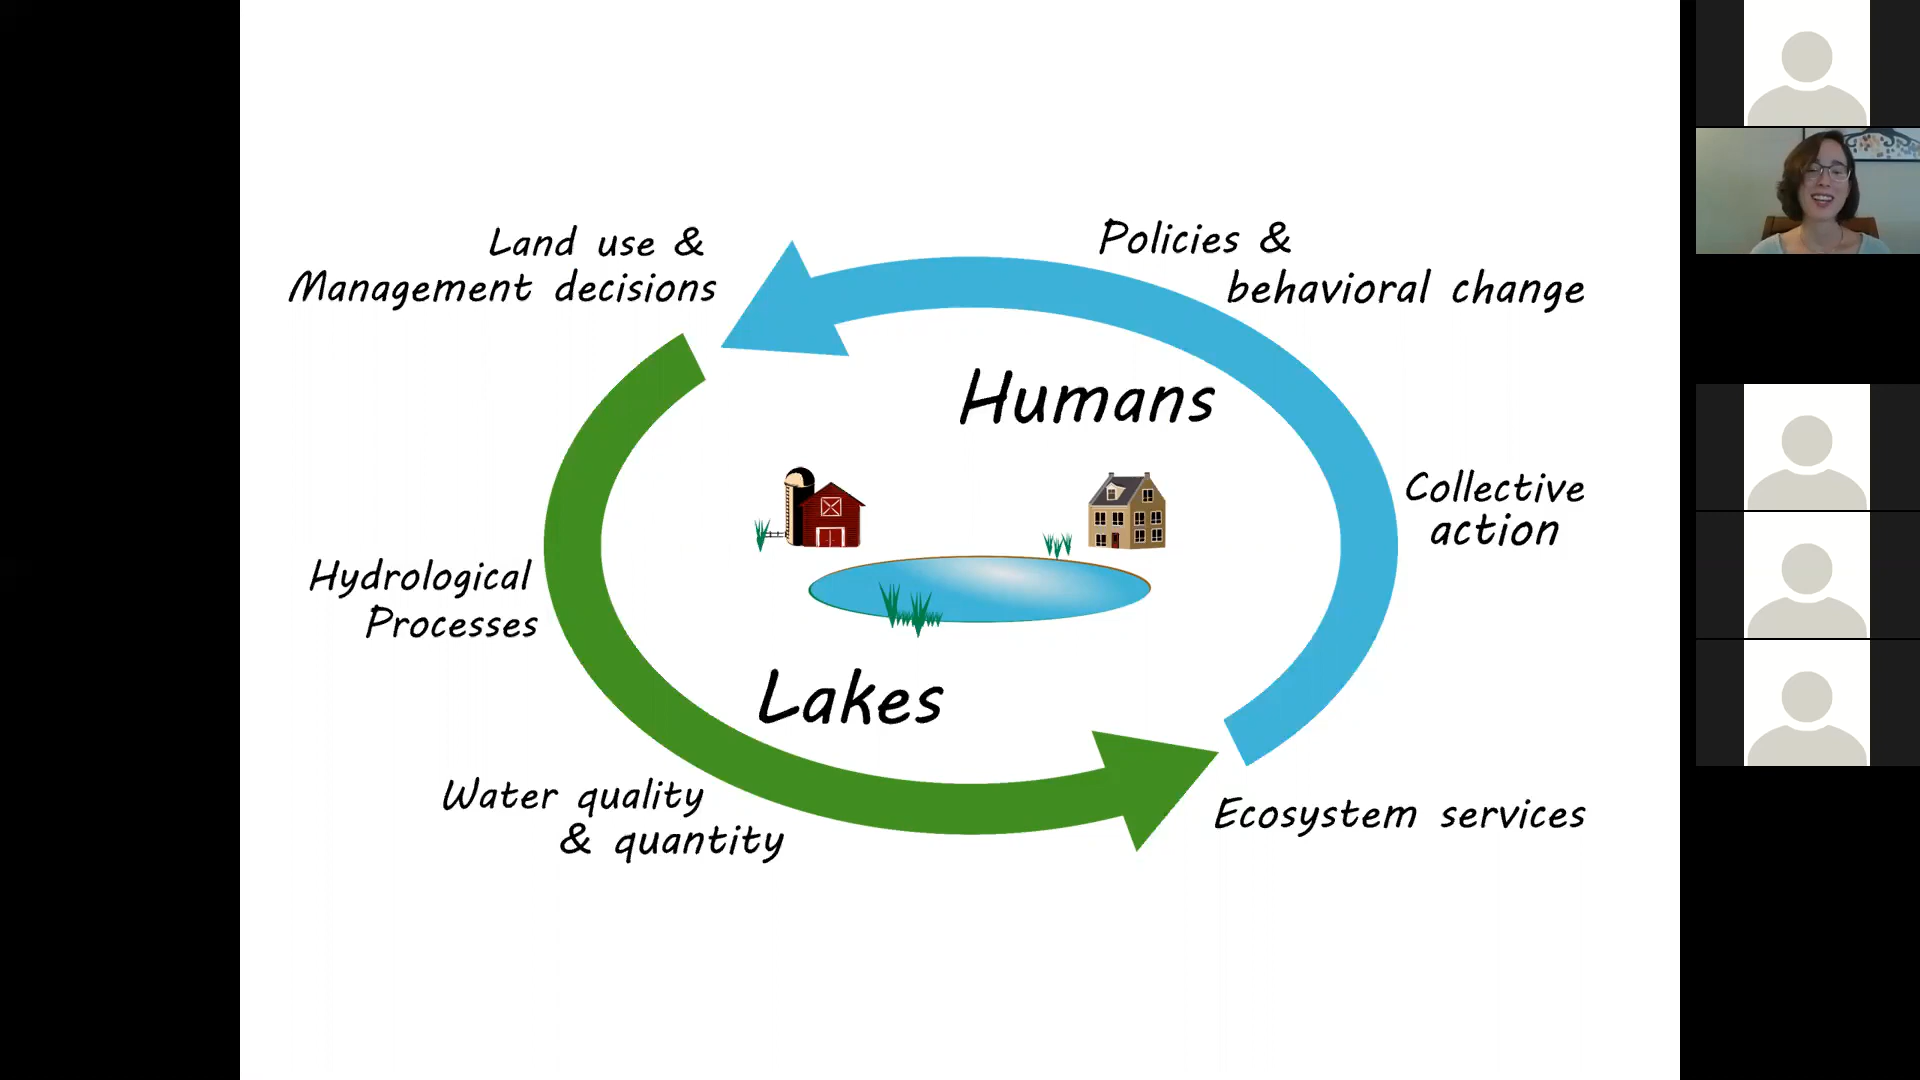 Land use &
Management decisions
Policies &
behavioral change
Humans
Collective
action
Hydrological
Processes
Lakes
Water quality
& quantity
Ecosystem services